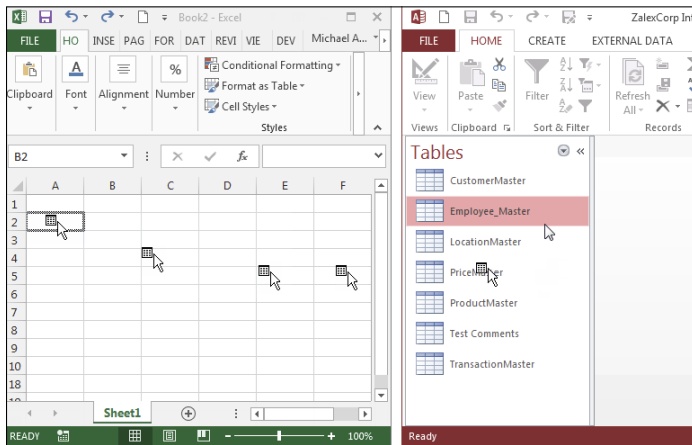 Book2 - Excel
FILE HO INSE PAG FOR DAT REVI VIE DEV Michael A...
Clipboard Font Alignment Number
%
Conditional Formatting
Format as Table
Cell Styles
Styles
B2
fx
A B C D E F
1
2
3
4
5
6
7
8
9
10
18
Sheet1
READY 100%
ZalexCorp Inf
FILE HOME CREATE EXTERNAL DATA
View Paste Filter Refresh All
Views Clipboard Sort & Filter Records
Tables
CustomerMaster
Employee_Master
LocationMaster
PriceMaster
ProductMaster
Test Comments
TransactionMaster
Ready